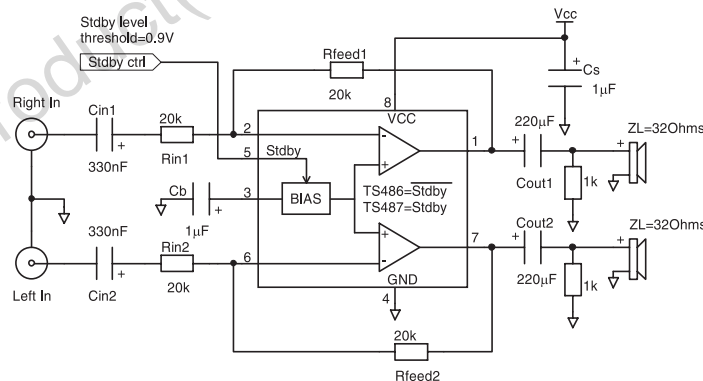 Product(
Stdby level
threshold=0.9V
Stdby ctrl
Vcc
Rfeed1
20k
Cs
1µF
Right In
Cin1
330nF
20k
Rin1
2
5
Stdby
8
VCC
1
220µF
Cout1
1k
ZL=32Ohms
Cb
1µF
3
BIAS
TS486=Stdby
TS487=Stdby
330nF
Cin2
Rin2
20k
6
7
Cout2
220µF
1k
ZL=32Ohms
Left In
GND
4
20k
Rfeed2